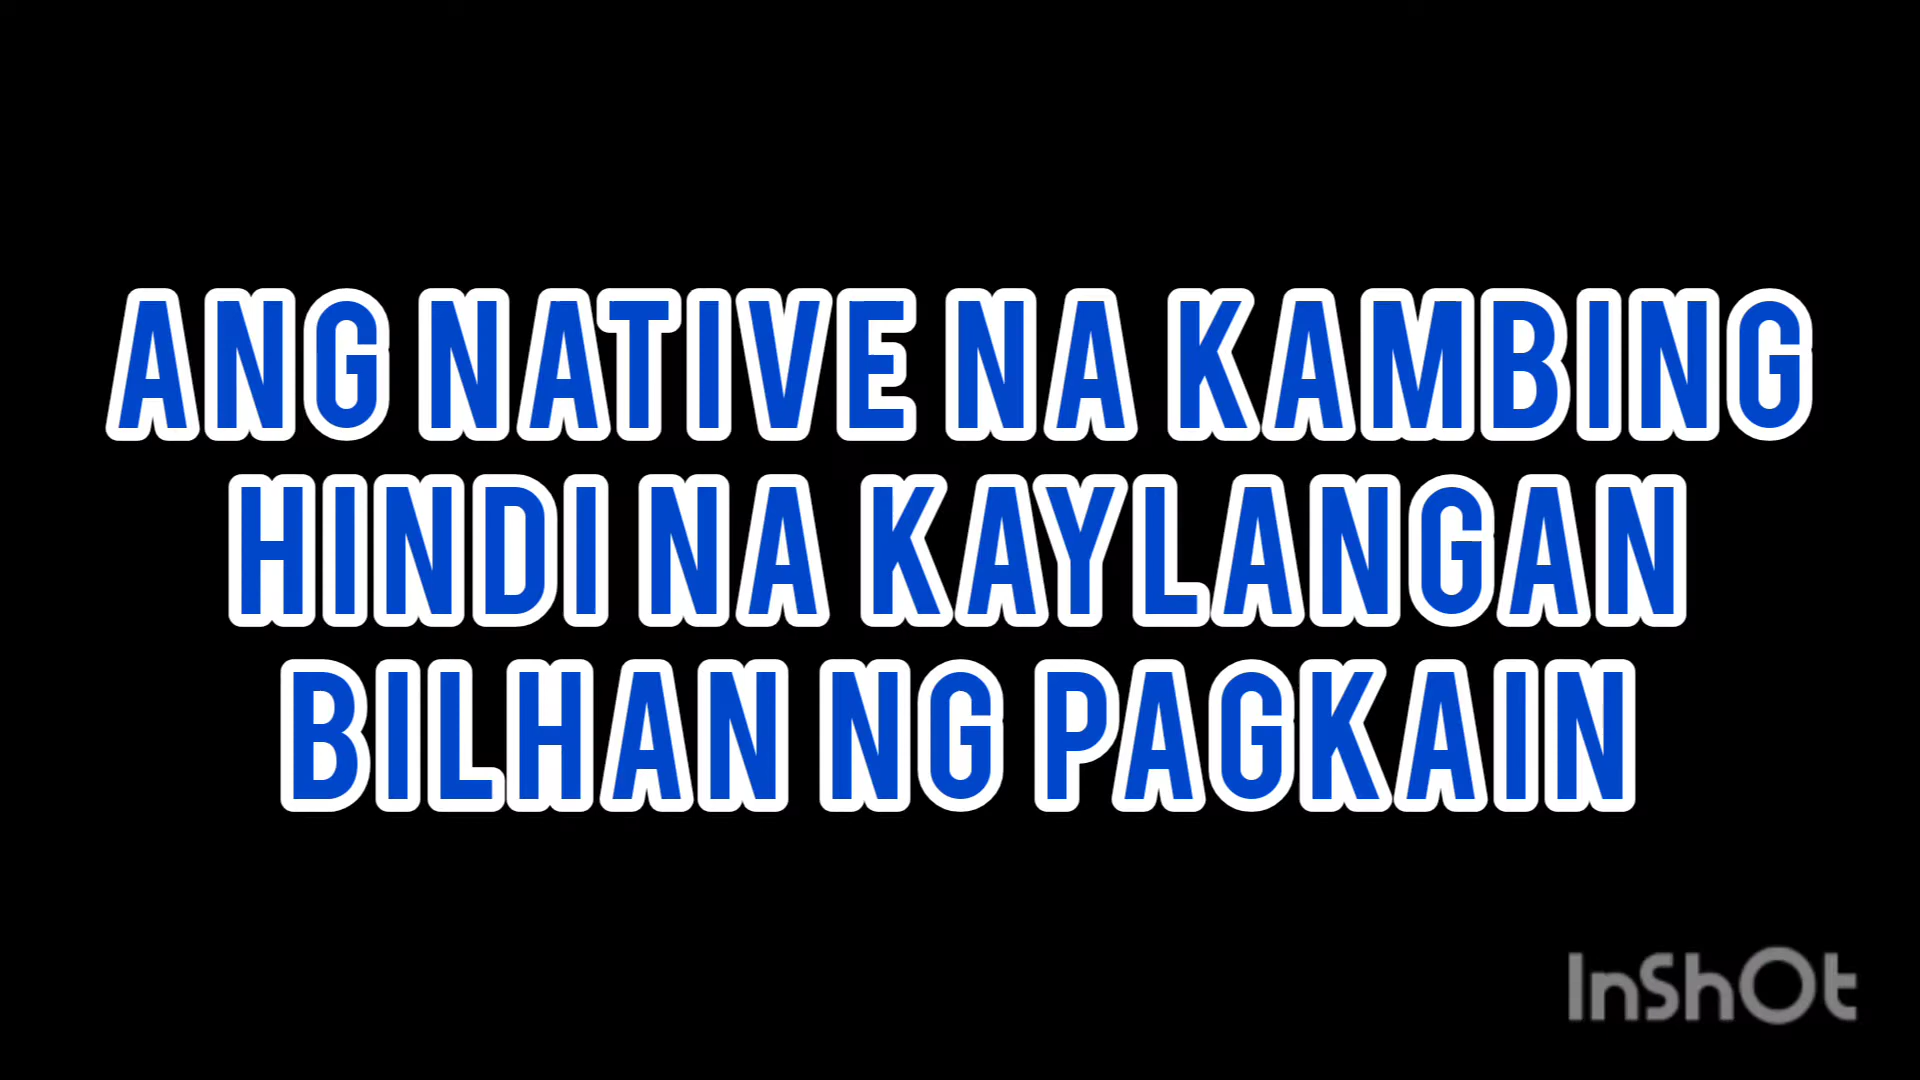 ANG NATIVE NA KAMBING
HINDI NA KAYLANGAN
BILHAN NG PAGKAIN
InShOt